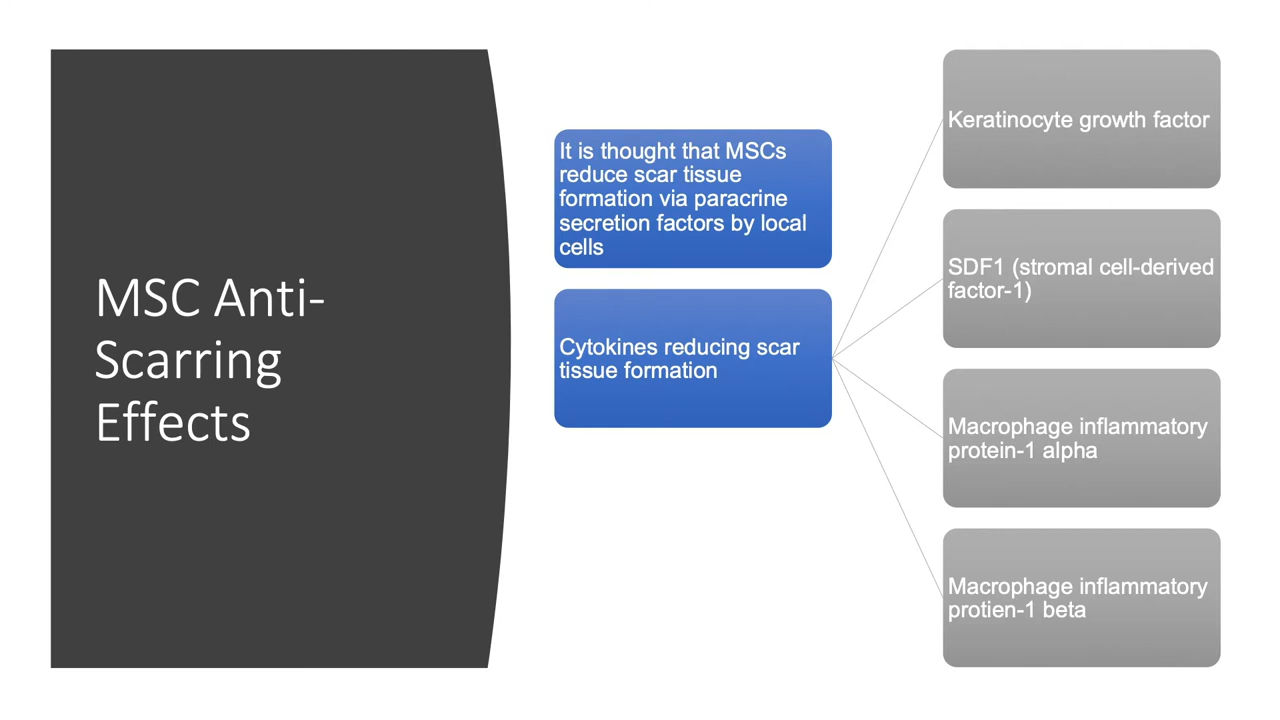 MSC Anti-
Scarring
Effects
It is thought that MSCs
reduce scar tissue
formation via paracrine
secretion factors by local
cells
Cytokines reducing scar
tissue formation
Keratinocyte growth factor
SDF1 (stromal cell-derived
factor-1)
Macrophage inflammatory
protein-1 alpha
Macrophage inflammatory
protien-1 beta